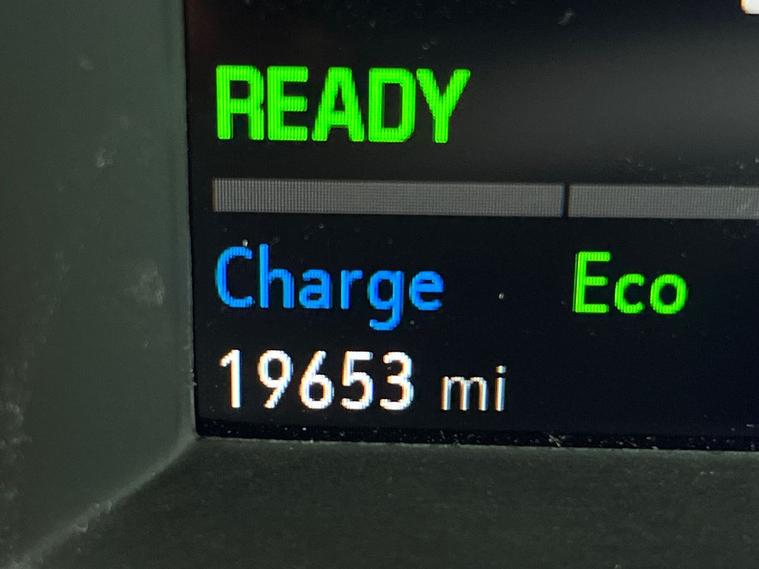 READY
Charge Eco
19653 mi